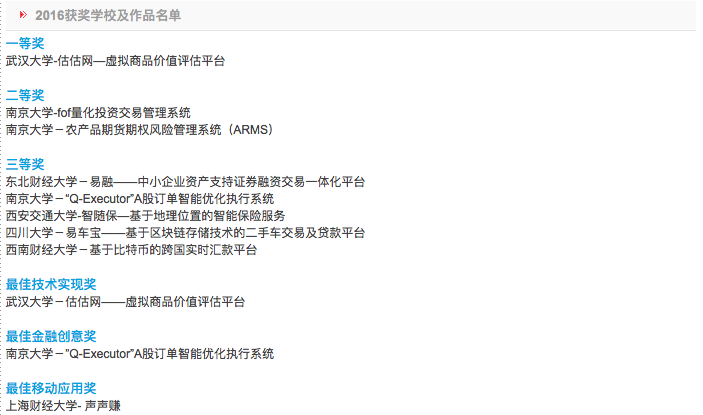 2016获奖学校及作品名单
一等奖
武汉大学-估估网—虚拟商品价值评估平台
二等奖
南京大学-fof量化投资交易管理系统
南京大学－农产品期货期权风险管理系统（ARMS）
三等奖
东北财经大学－易融——中小企业资产支持证券融资交易一体化平台
南京大学－“Q-Executor”A股订单智能优化执行系统
西安交通大学-智随保—基于地理位置的智能保险服务
四川大学－易车宝——基于区块链存储技术的二手车交易及贷款平台
西南财经大学－基于比特币的跨国实时汇款平台
最佳技术实现奖
武汉大学－估估网——虚拟商品价值评估平台
最佳金融创意奖
南京大学－”Q-Executor”A股订单智能优化执行系统
最佳移动应用奖
上海财经大学- 声声赚